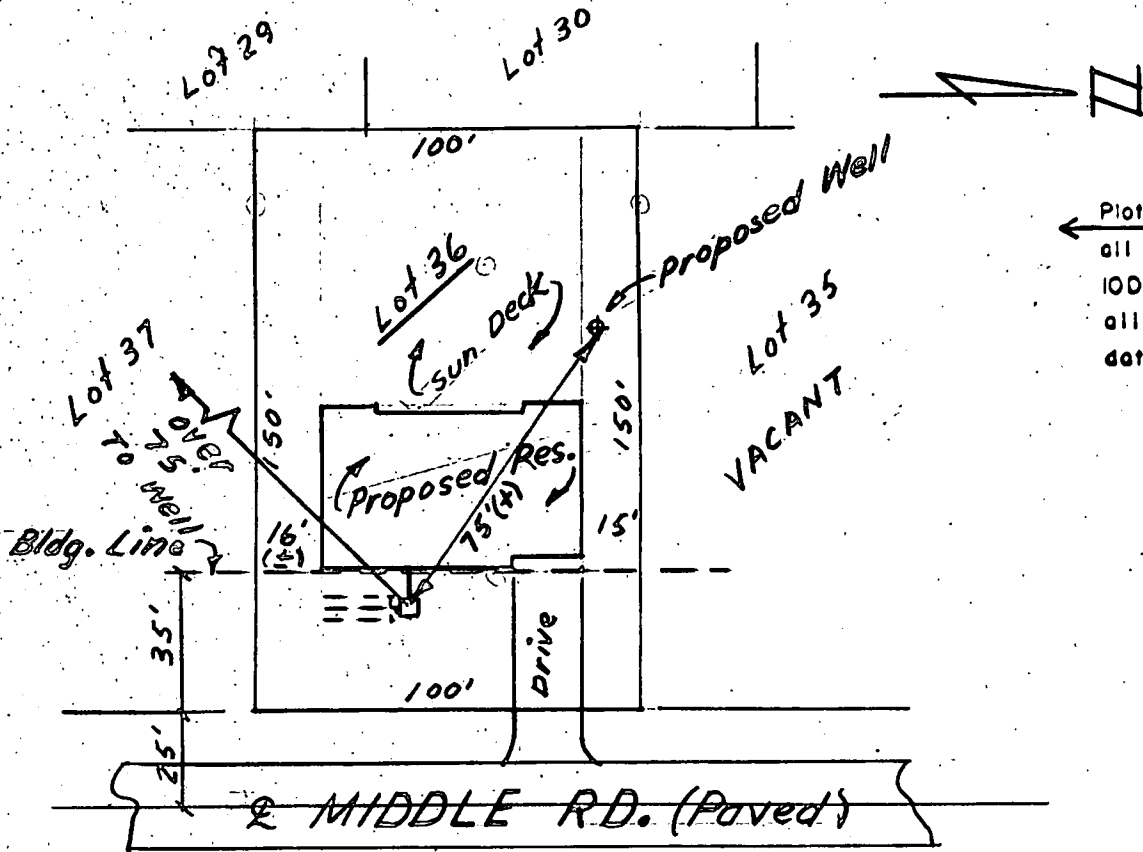 Lot 29
Lot 30
N
100'
Proposed Well
Plot
all
100
all
dat
Lot 36
Sun Deck
Lot 35
VACANT
Lot 37
Over
75'
To Well
150'
150'
Proposed Res.
75'(±)
Bldg. Line
16'
(±)
15'
35'
Drive
100'
25'
℄ MIDDLE RD. (Paved)